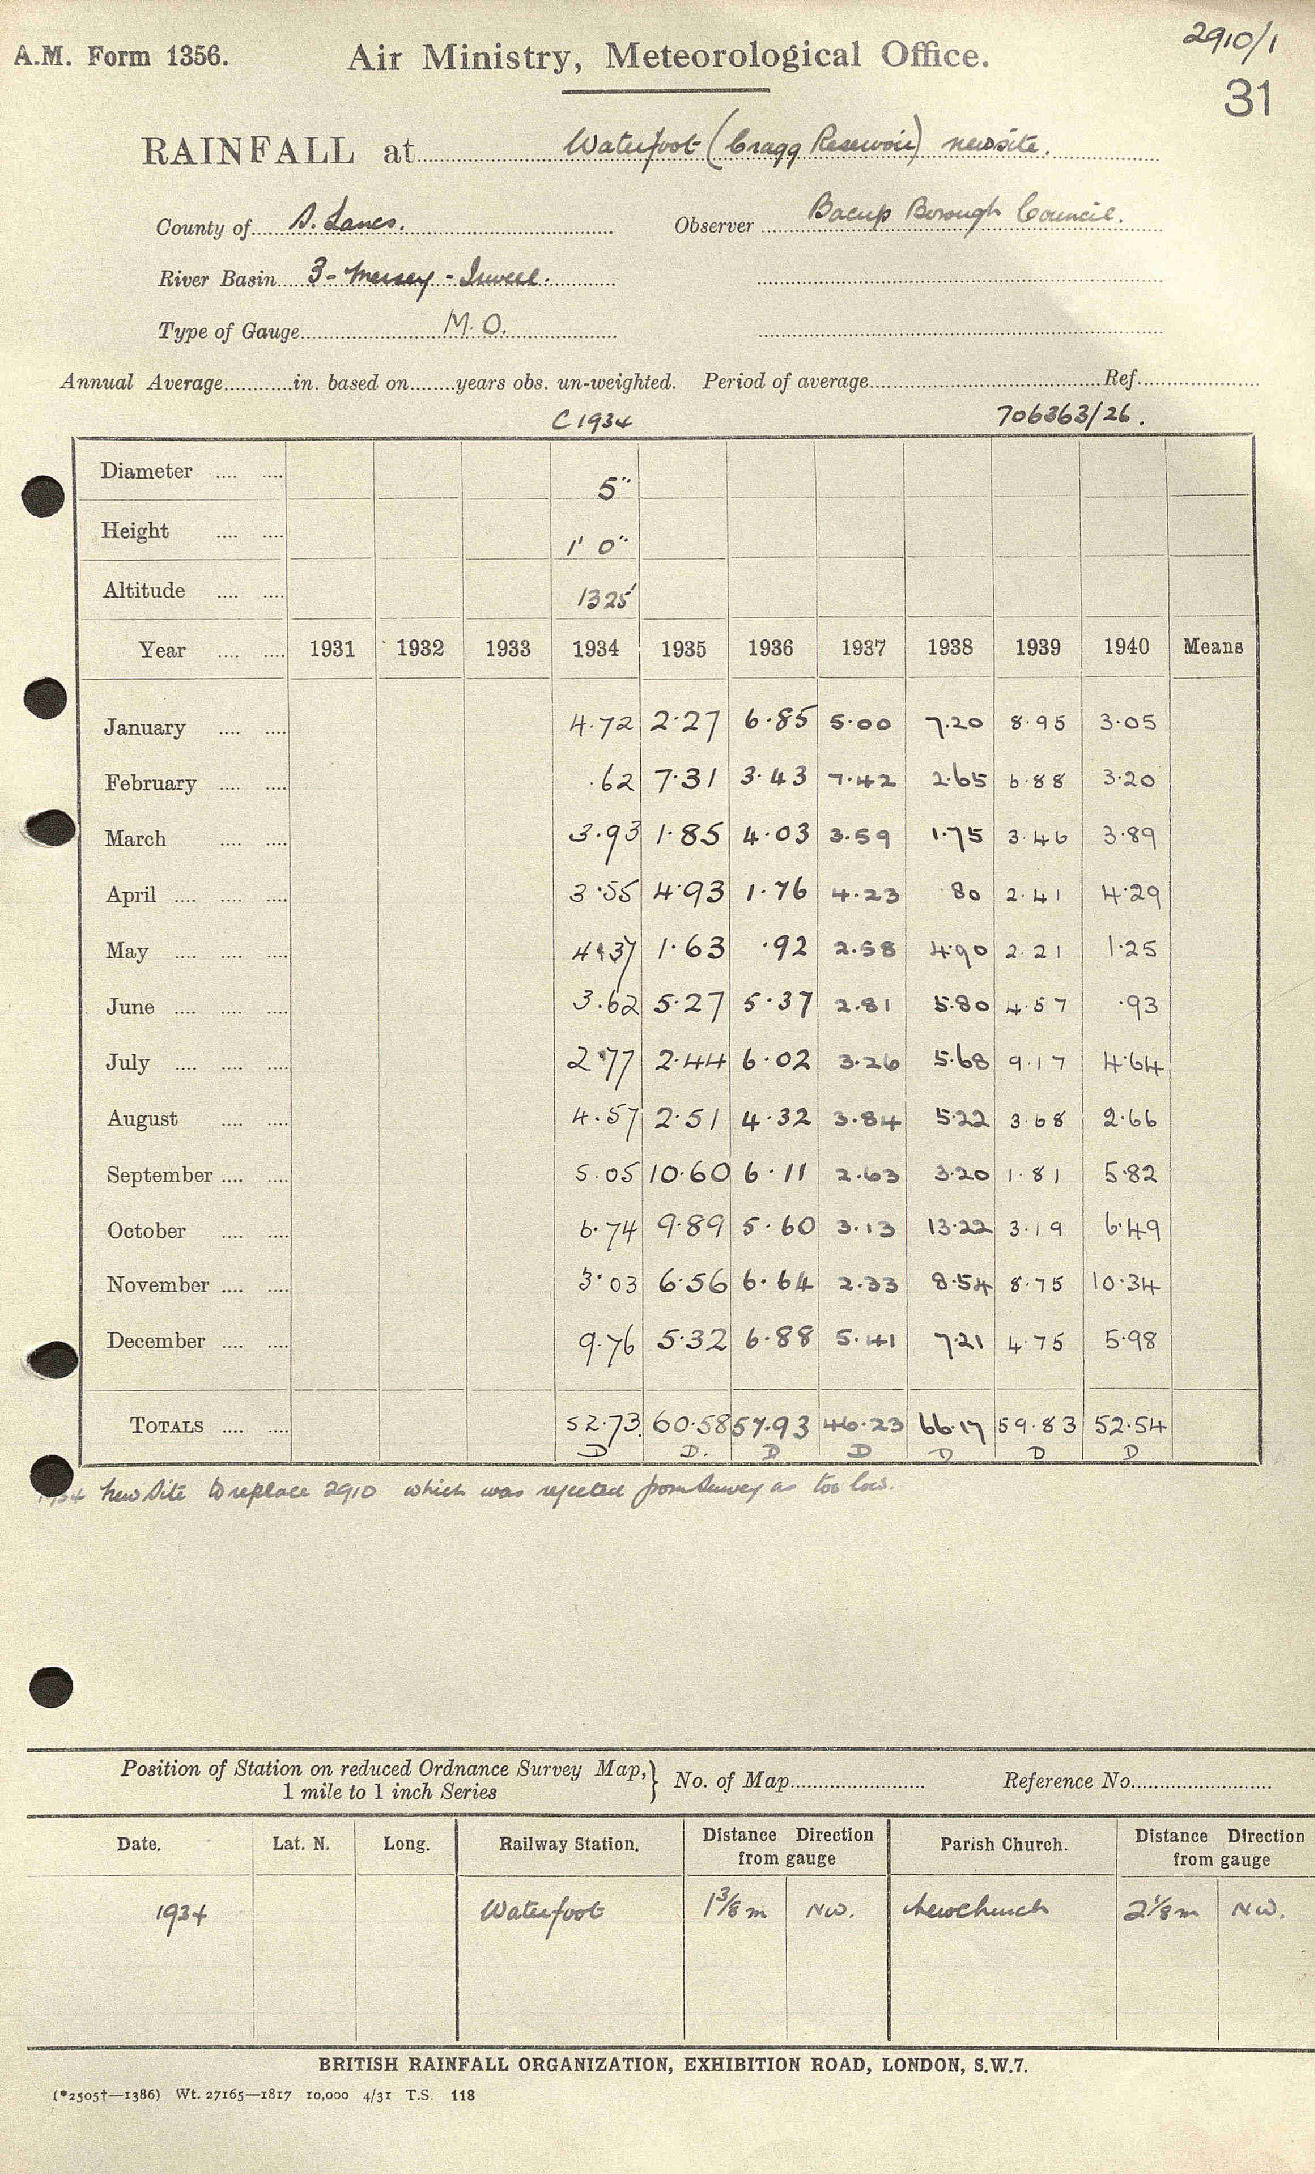 2910/1
A.M. Form 1356. Air Ministry, Meteorological Office.
31
RAINFALL at Waterfoot (Cragg Reservoir) new site.
County of S. Lancs. Observer Bacup Borough Council.
River Basin 3 - Mersey - Irwell.
Type of Gauge M.O.
Annual Average in. based on years obs. un-weighted. Period of average Ref.
C 1934 706363/26.
Diameter 5"
Height 1' 0"
Altitude 1325'
Year 1931 1932 1933 1934 1935 1936 1937 1938 1939 1940 Means
January 4.72 2.27 6.85 5.00 7.20 8.95 3.05
February .62 7.31 3.43 7.42 2.65 6.88 3.20
March 3.93 1.85 4.03 3.59 1.75 3.46 3.89
April 3.55 4.93 1.76 4.23 .80 2.41 4.29
May 4.37 1.63 .92 2.58 4.90 2.21 1.25
June 3.62 5.27 5.37 2.81 5.80 4.57 .93
July 2.77 2.44 6.02 3.26 5.68 9.17 4.64
August 4.57 2.51 4.32 3.84 5.22 3.68 2.66
September 5.05 10.60 6.11 2.63 3.20 1.81 5.82
October 6.74 9.89 5.60 3.13 13.22 3.19 6.49
November 3.03 6.56 6.64 2.33 8.54 8.75 10.34
December 9.76 5.32 6.88 5.41 7.21 4.75 5.98
TOTALS 52.73 60.58 57.93 46.23 66.17 59.83 52.54
D D. D D D D D
1934 New Site to replace 2910 which was rejected from Survey as too low.
Position of Station on reduced Ordnance Survey Map,
1 mile to 1 inch Series } No. of Map Reference No.
Date. Lat. N. Long. Railway Station. Distance Direction from gauge Parish Church. Distance Direction from gauge
1934 Waterfoot 1 3/8 m NW. Newchurch 2 1/8 m NW.
BRITISH RAINFALL ORGANIZATION, EXHIBITION ROAD, LONDON, S.W.7.
(*2505†—1386) Wt. 27165—1817 10,000 4/31 T.S. 118